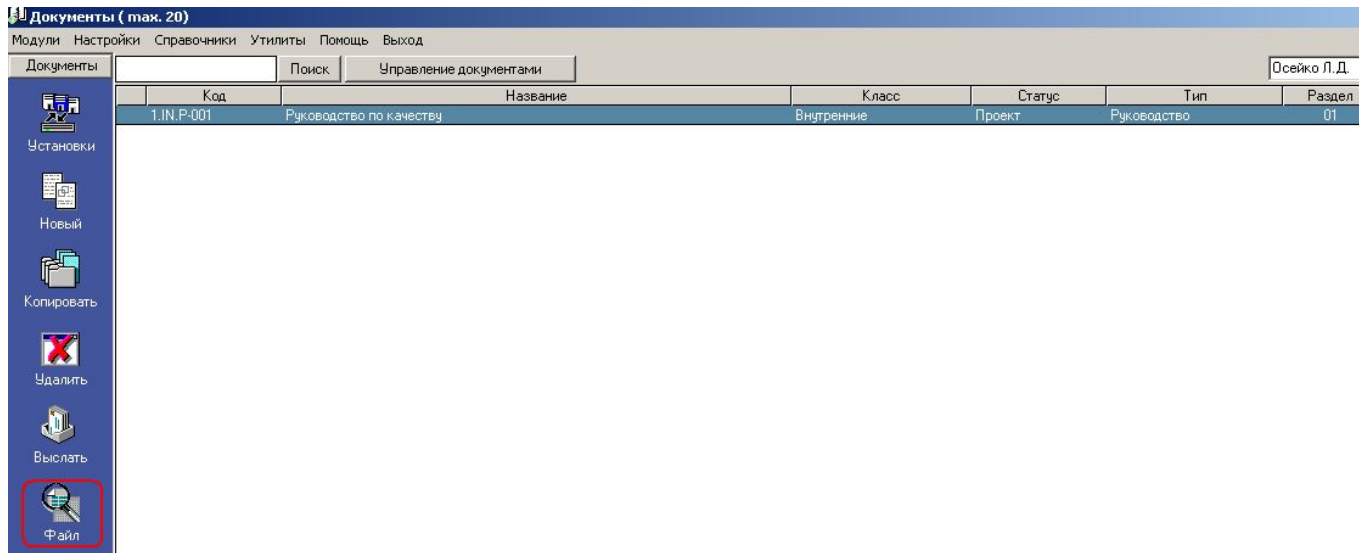 Документы ( max. 20)
Модули Настройки Справочники Утилиты Помощь Выход
Документы Поиск Управление документами Осейко Л.Д.
Код Название Класс Статус Тип Раздел
1.IN.P-001 Руководство по качеству Внутренние Проект Руководство 01
Установки
Новый
Копировать
Удалить
Выслать
Файл